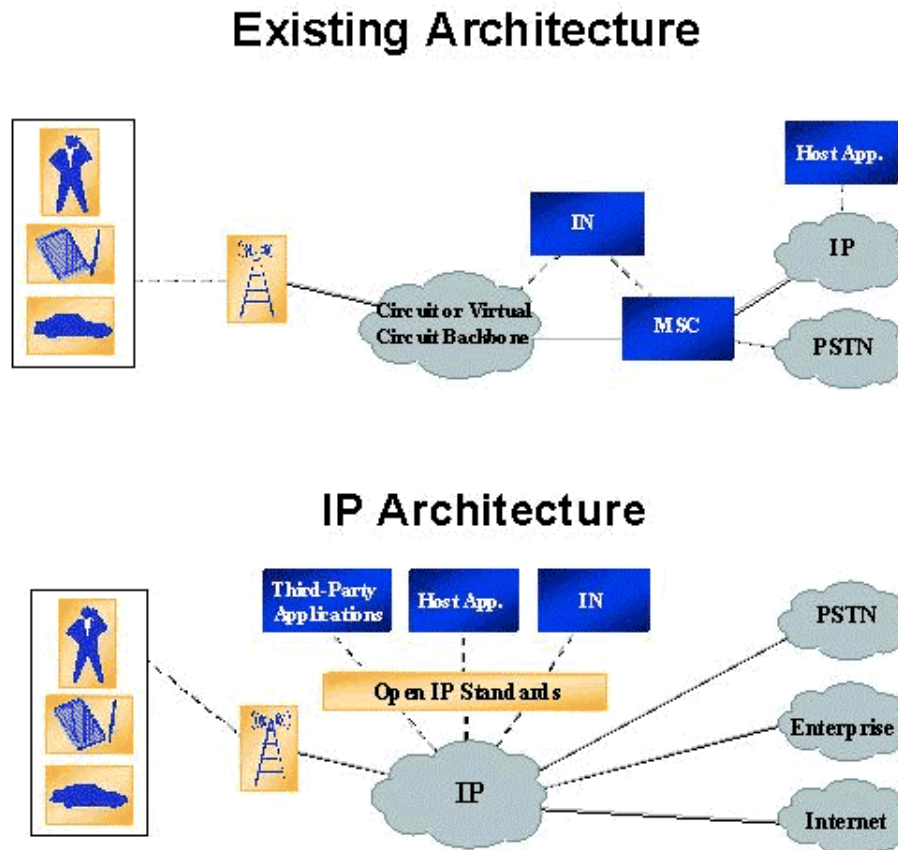 Existing Architecture
Host App.
IN
IP
Circuit or Virtual
Circuit Backbone
MSC
PSTN
IP Architecture
Third-Party
Applications
Host App.
IN
PSTN
Open IP Standards
Enterprise
IP
Internet